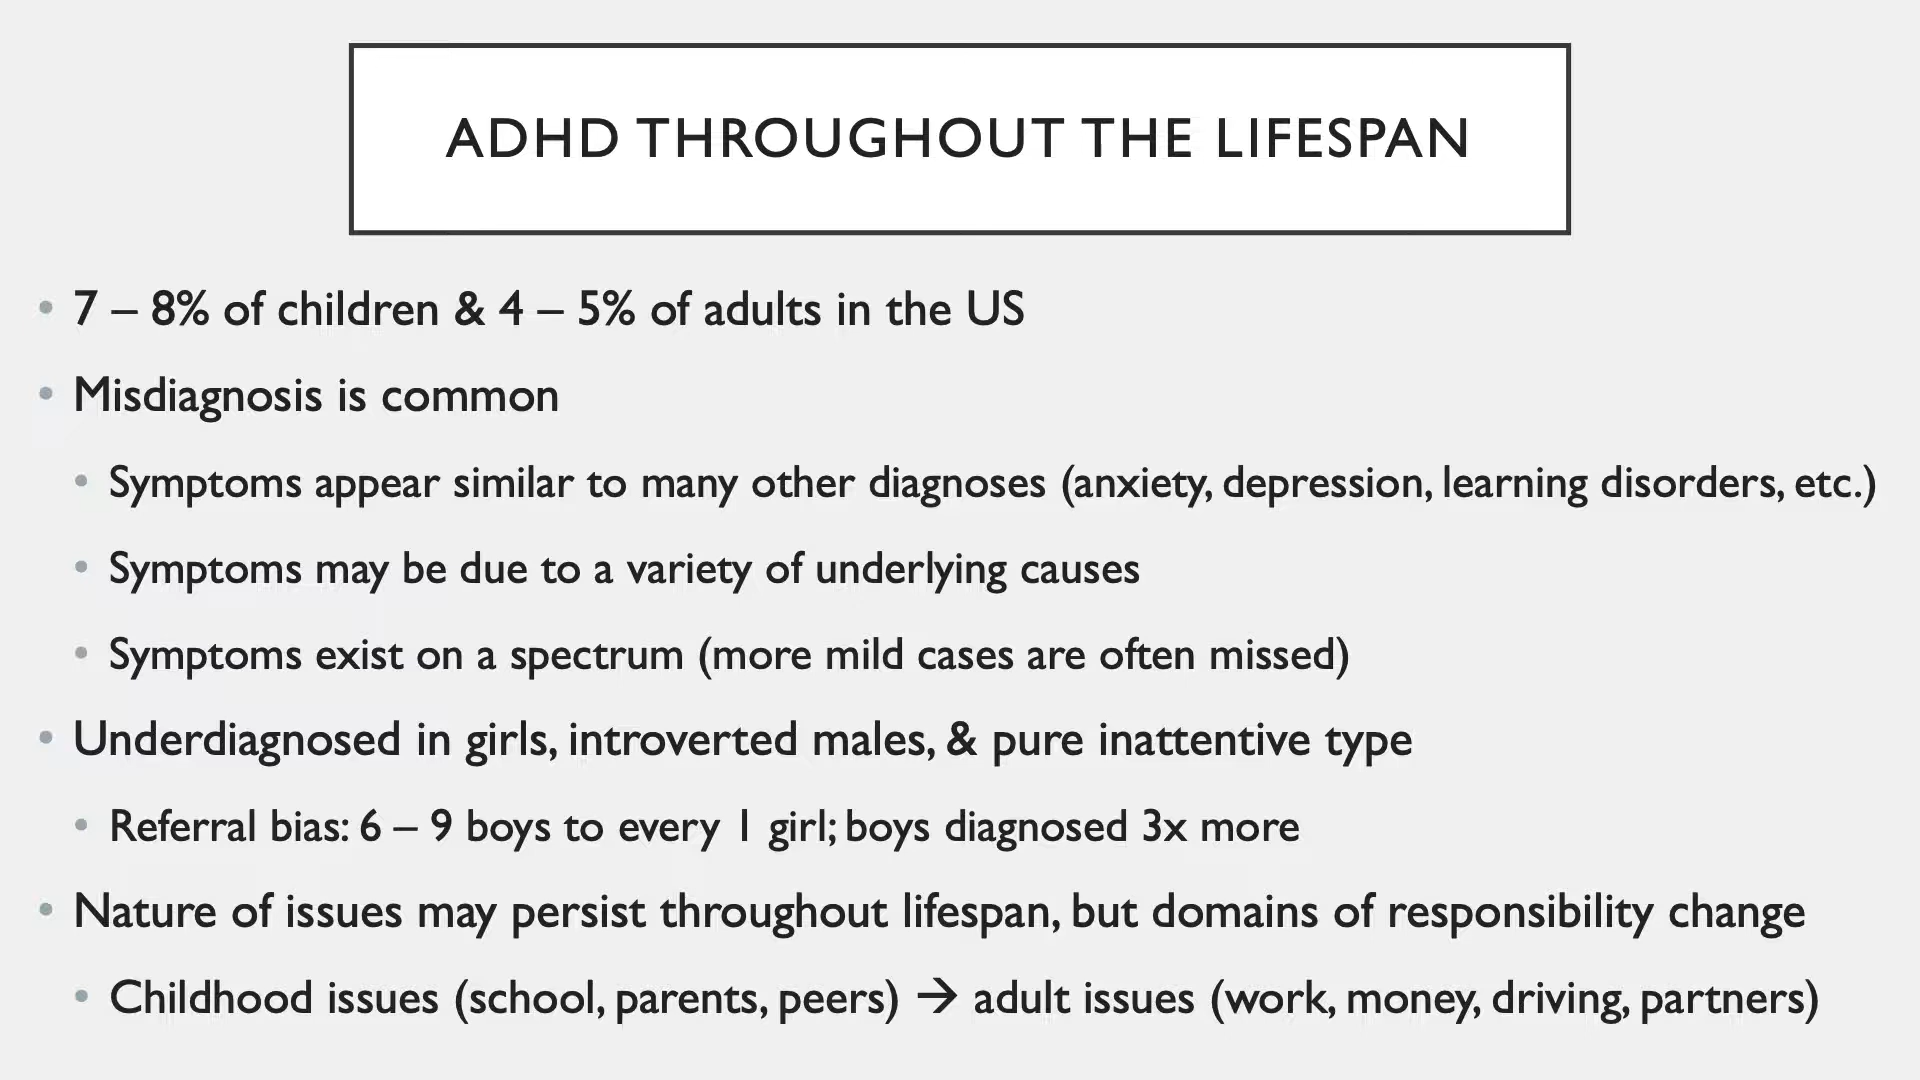 ADHD THROUGHOUT THE LIFESPAN
• 7 – 8% of children & 4 – 5% of adults in the US
• Misdiagnosis is common
• Symptoms appear similar to many other diagnoses (anxiety, depression, learning disorders, etc.)
• Symptoms may be due to a variety of underlying causes
• Symptoms exist on a spectrum (more mild cases are often missed)
• Underdiagnosed in girls, introverted males, & pure inattentive type
• Referral bias: 6 – 9 boys to every 1 girl; boys diagnosed 3x more
• Nature of issues may persist throughout lifespan, but domains of responsibility change
• Childhood issues (school, parents, peers) → adult issues (work, money, driving, partners)